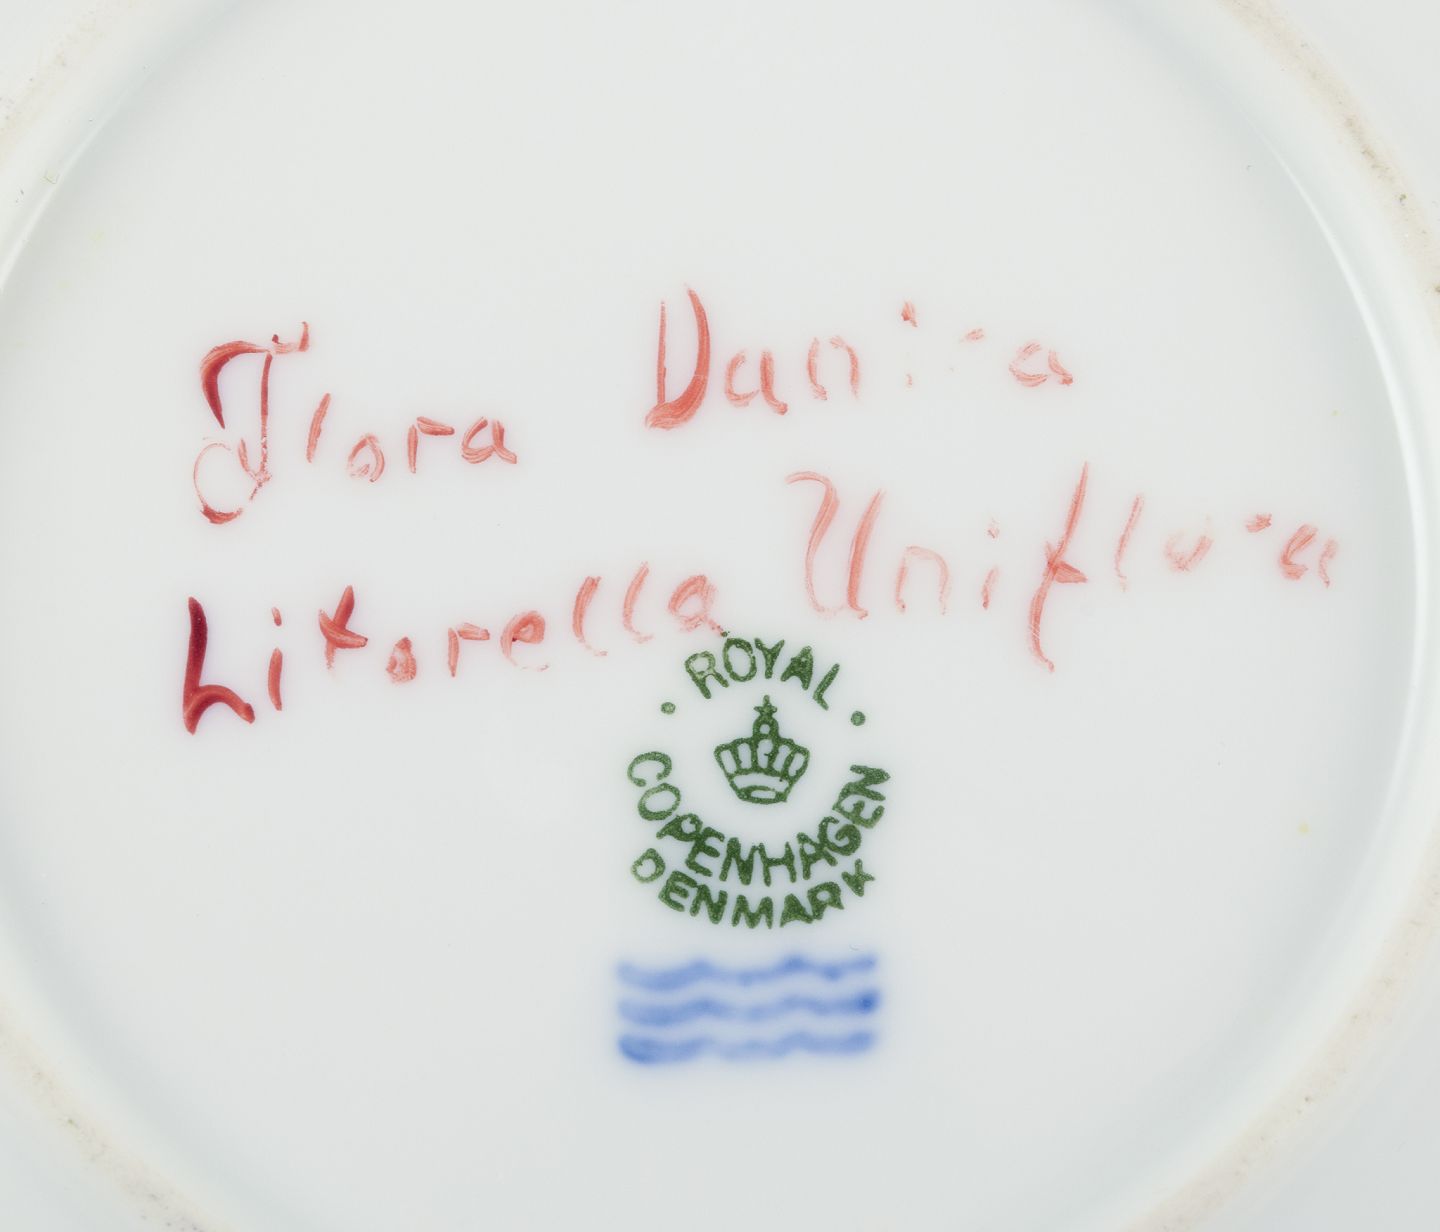 Flora Danica
Litorella Uniflora
ROYAL
COPENHAGEN
DENMARK